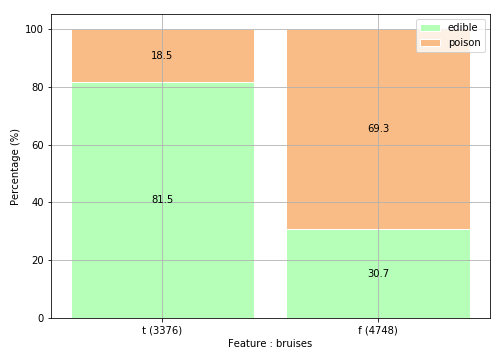 100
80
60
40
20
0
Percentage (%)
edible
poison
18.5
69.3
81.5
30.7
t (3376)
f (4748)
Feature : bruises